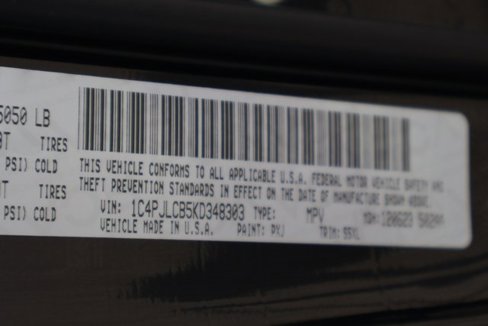 5050 LB
TIRES
PSI) COLD
THIS VEHICLE CONFORMS TO ALL APPLICABLE U.S.A. FEDERAL MOTOR VEHICLE SAFETY AND
TIRES THEFT PREVENTION STANDARDS IN EFFECT ON THE DATE OF MANUFACTURE SHOWN ABOVE.
PSI) COLD VIN: 1C4PJLCB5KD348303 TYPE: MPV MDH:
VEHICLE MADE IN U.S.A. PAINT: PXJ TRIM: